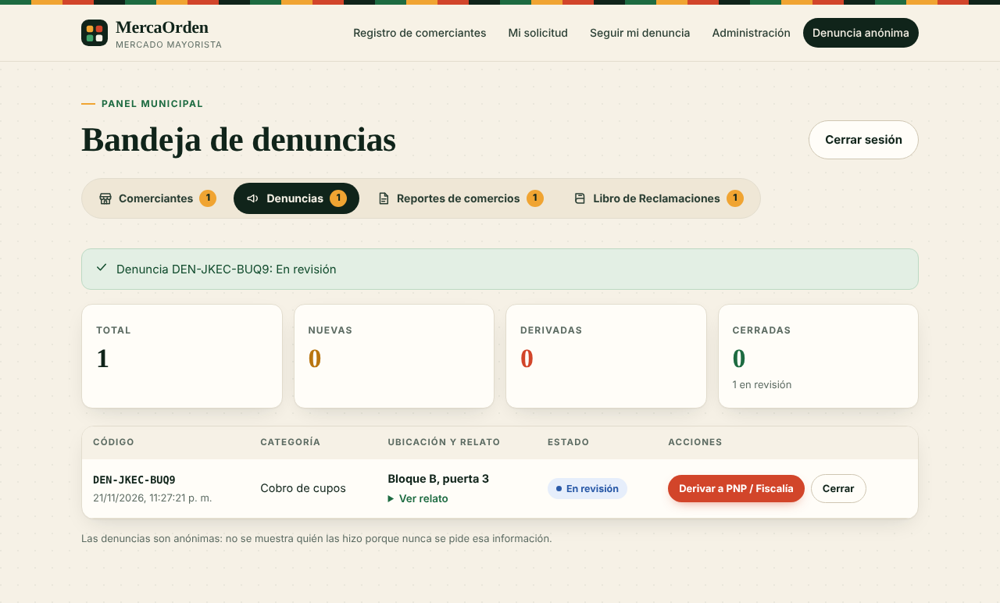 MercaOrden
MERCADO MAYORISTA
Registro de comerciantes
Mi solicitud
Seguir mi denuncia
Administración
Denuncia anónima
PANEL MUNICIPAL
Bandeja de denuncias
Cerrar sesión
Comerciantes 1
Denuncias 1
Reportes de comercios 1
Libro de Reclamaciones 1
Denuncia DEN-JKEC-BUQ9: En revisión
TOTAL
1
NUEVAS
0
DERIVADAS
0
CERRADAS
0
1 en revisión
CÓDIGO
CATEGORÍA
UBICACIÓN Y RELATO
ESTADO
ACCIONES
DEN-JKEC-BUQ9
21/11/2026, 11:27:21 p. m.
Cobro de cupos
Bloque B, puerta 3
Ver relato
En revisión
Derivar a PNP / Fiscalía
Cerrar
Las denuncias son anónimas: no se muestra quién las hizo porque nunca se pide esa información.